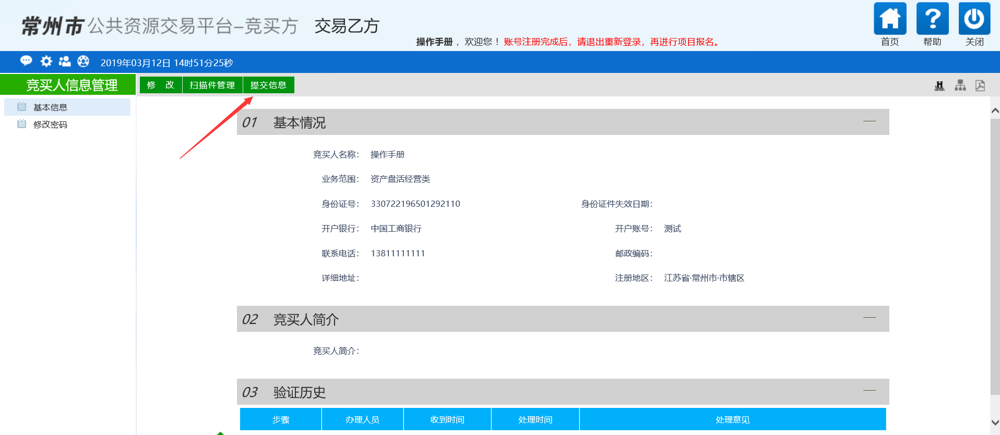 常州市公共资源交易平台-竞买方 交易乙方
操作手册 ，欢迎您！ 账号注册完成后，请退出重新登录，再进行项目报名。
首页 帮助 关闭
2019年03月12日 14时51分25秒
竞买人信息管理
基本信息
修改密码
修 改 扫描件管理 提交信息
01 基本情况
竞买人名称： 操作手册
业务范围： 资产盘活经营类
身份证号： 330722196501292110 身份证件失效日期：
开户银行： 中国工商银行 开户账号： 测试
联系电话： 13811111111 邮政编码：
详细地址： 注册地区： 江苏省·常州市·市辖区
02 竞买人简介
竞买人简介：
03 验证历史
步骤 办理人员 收到时间 处理时间 处理意见